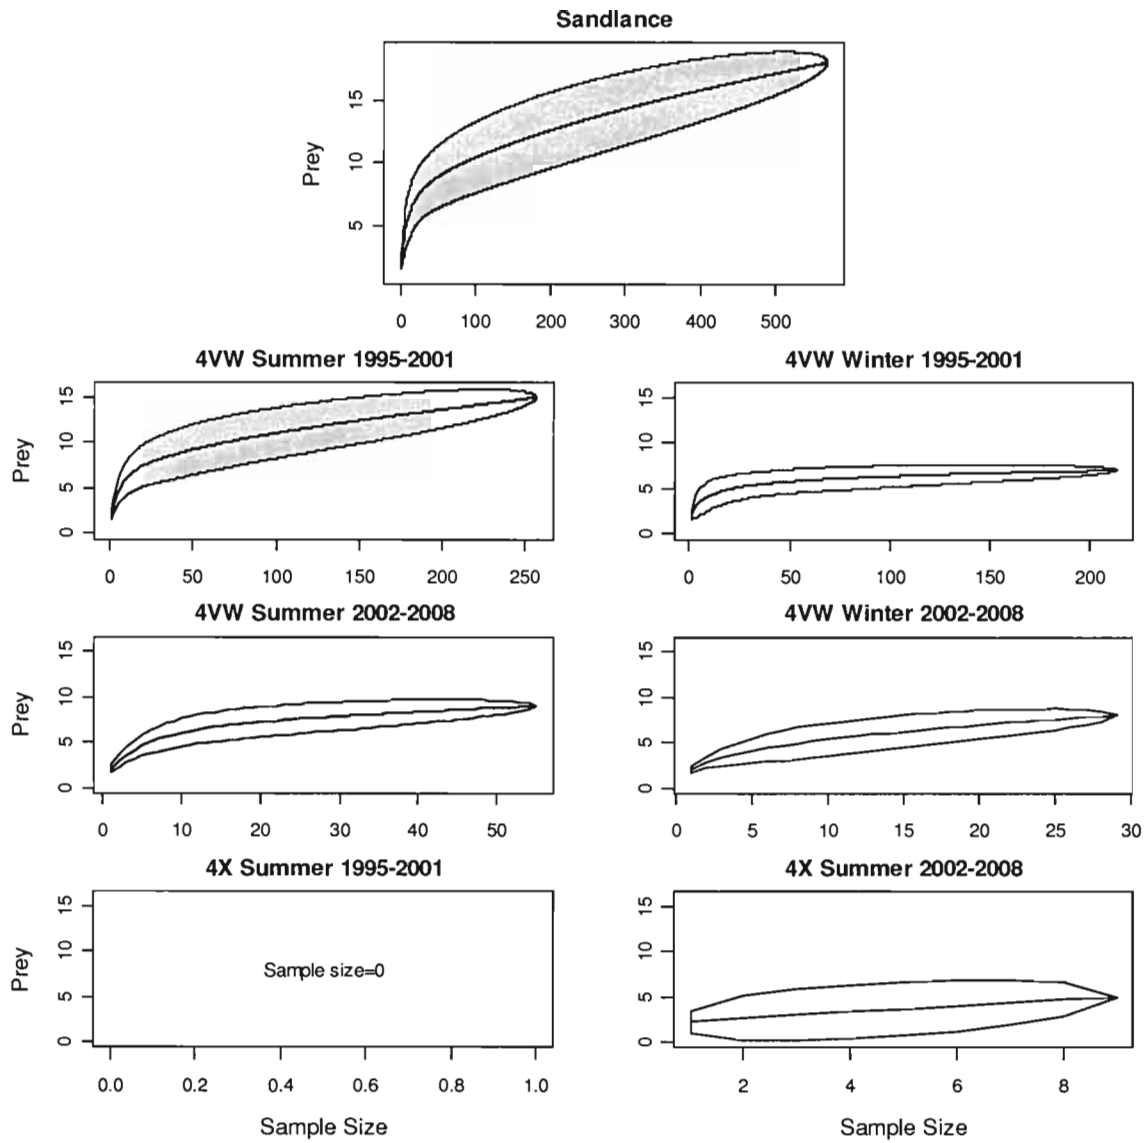 Sandlance
Prey
15
10
5
0 100 200 300 400 500
4VW Summer 1995-2001
Prey
15
10
5
0
0 50 100 150 200 250
4VW Winter 1995-2001
15
10
5
0
0 50 100 150 200
4VW Summer 2002-2008
Prey
15
10
5
0
0 10 20 30 40 50
4VW Winter 2002-2008
15
10
5
0
0 5 10 15 20 25 30
4X Summer 1995-2001
Prey
15
10
5
0
Sample size=0
0.0 0.2 0.4 0.6 0.8 1.0
Sample Size
4X Summer 2002-2008
15
10
5
0
2 4 6 8
Sample Size